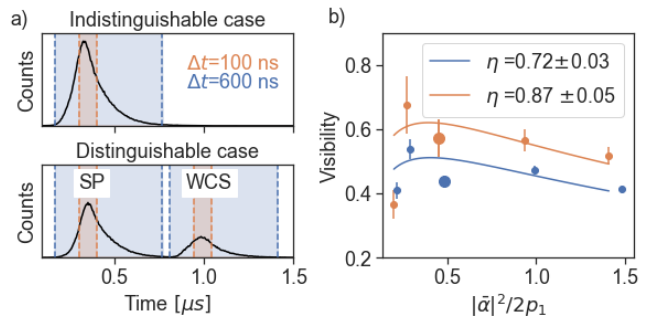 a)
Indistinguishable case
Counts
Δt=100 ns
Δt=600 ns
Distinguishable case
Counts
SP
WCS
0.5
1.0
1.5
Time [μs]
b)
Visibility
0.8
0.6
0.4
0.2
η =0.72±0.03
η =0.87 ±0.05
0.5
1.0
1.5
|ᾱ|²/2p₁